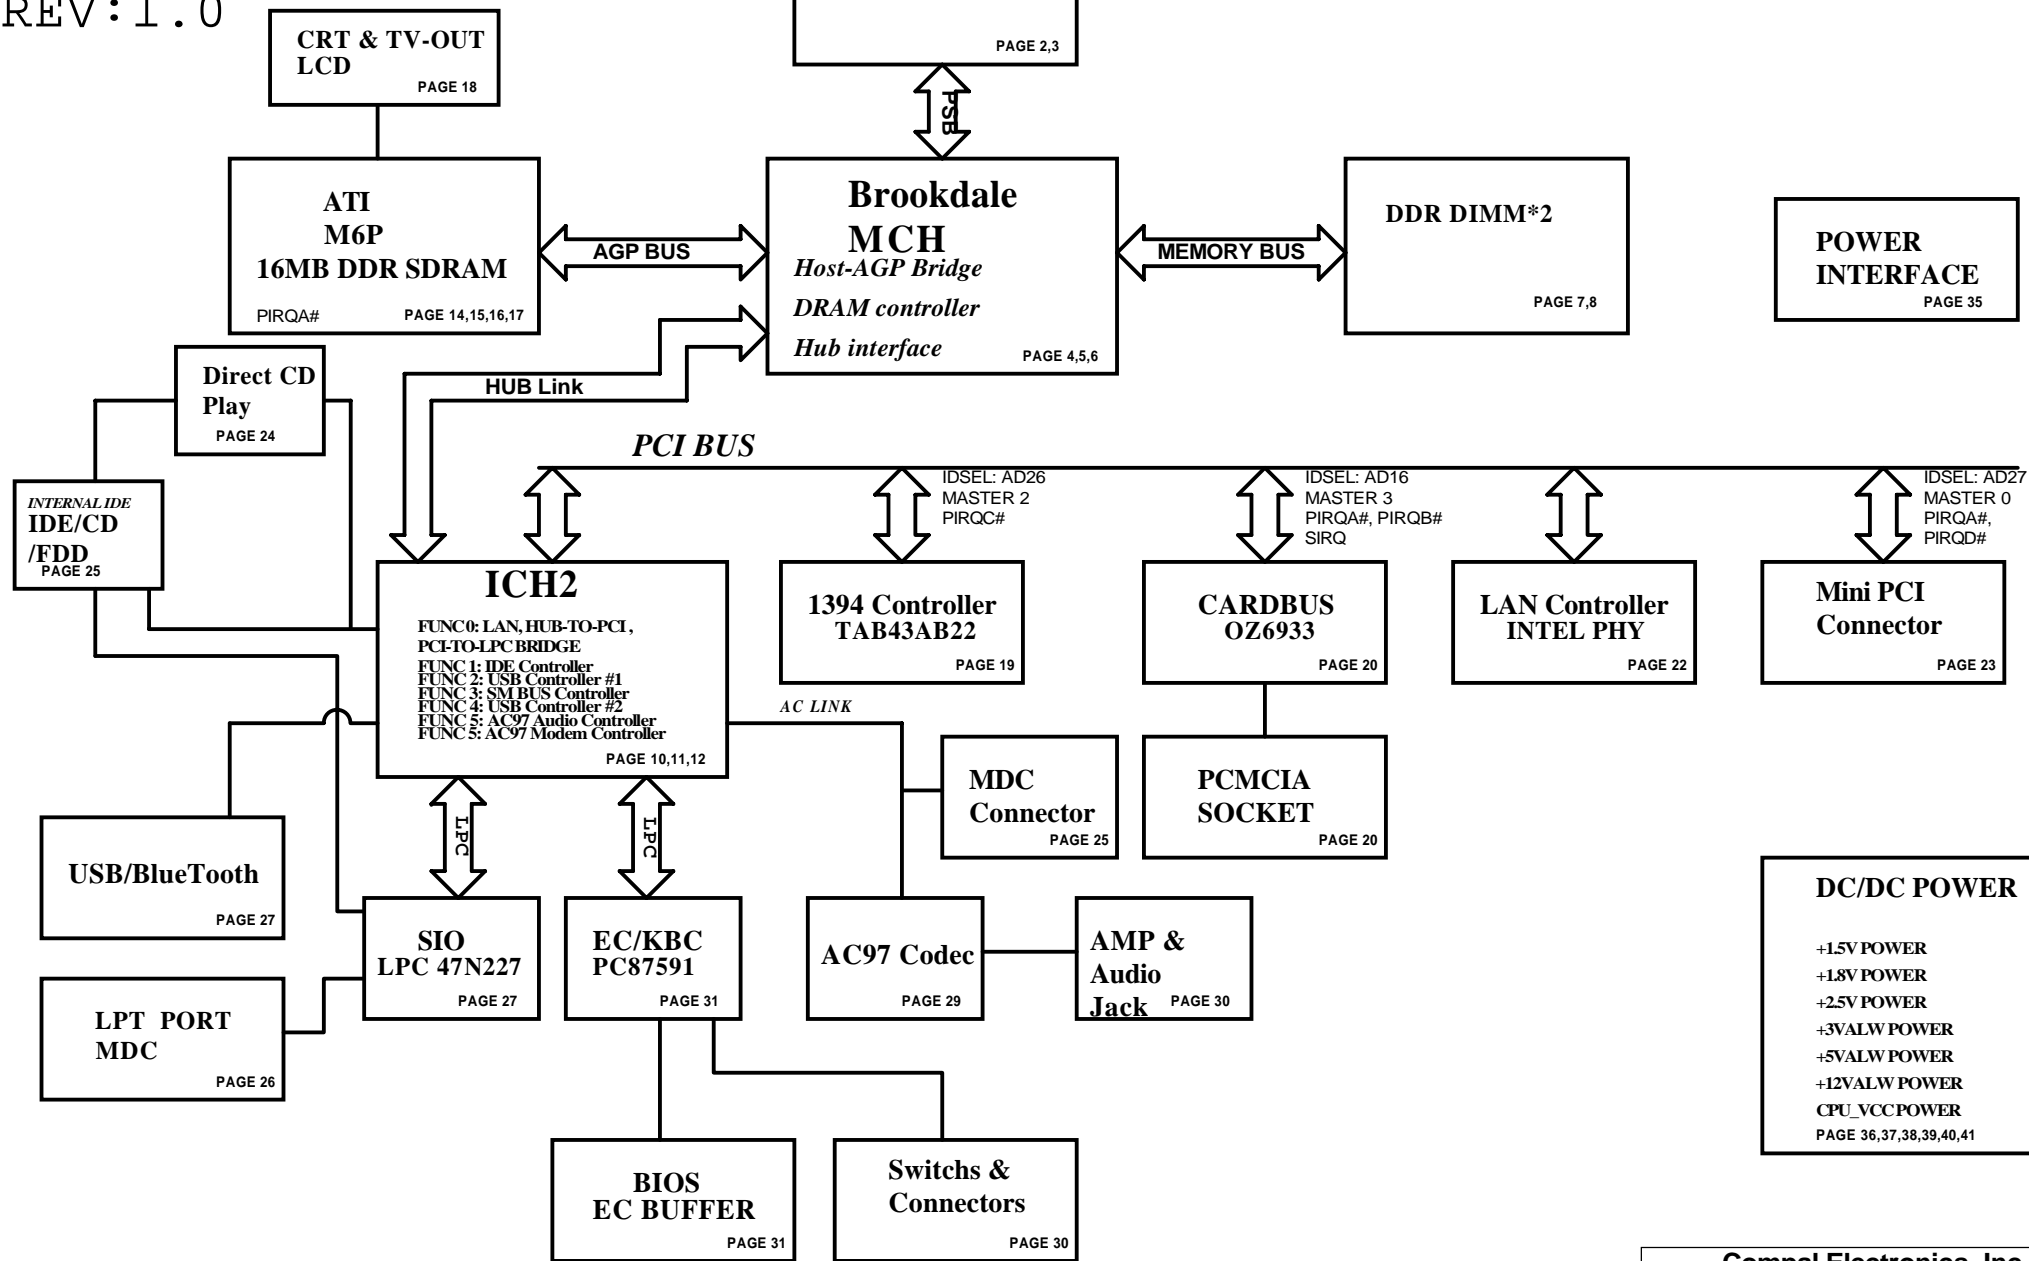 REV:1.0
CRT & TV-OUT
LCD
PAGE 18
PAGE 2,3
PSB
ATI
M6P
16MB DDR SDRAM
PIRQA#
PAGE 14,15,16,17
AGP BUS
Brookdale
MCH
Host-AGP Bridge
DRAM controller
Hub interface
PAGE 4,5,6
MEMORY BUS
DDR DIMM*2
PAGE 7,8
POWER
INTERFACE
PAGE 35
Direct CD
Play
PAGE 24
HUB Link
PCI BUS
INTERNAL IDE
IDE/CD
/FDD
PAGE 25
IDSEL: AD26
MASTER 2
PIRQC#
IDSEL: AD16
MASTER 3
PIRQA#, PIRQB#
SIRQ
IDSEL: AD27
MASTER 0
PIRQA#,
PIRQD#
ICH2
FUNC 0: LAN, HUB-TO-PCI ,
PCI-TO-LPC BRIDGE
FUNC 1: IDE Controller
FUNC 2: USB Controller #1
FUNC 3: SM BUS Controller
FUNC 4: USB Controller #2
FUNC 5: AC97 Audio Controller
FUNC 5: AC97 Modem Controller
PAGE 10,11,12
1394 Controller
TAB43AB22
PAGE 19
CARDBUS
OZ6933
PAGE 20
LAN Controller
INTEL PHY
PAGE 22
Mini PCI
Connector
PAGE 23
AC LINK
MDC
Connector
PAGE 25
PCMCIA
SOCKET
PAGE 20
LPC
LPC
USB/BlueTooth
PAGE 27
SIO
LPC 47N227
PAGE 27
EC/KBC
PC87591
PAGE 31
AC97 Codec
PAGE 29
AMP &
Audio
Jack
PAGE 30
DC/DC POWER
+1.5V POWER
+1.8V POWER
+2.5V POWER
+3VALW POWER
+5VALW POWER
+12VALW POWER
CPU_VCC POWER
PAGE 36,37,38,39,40,41
LPT PORT
MDC
PAGE 26
BIOS
EC BUFFER
PAGE 31
Switchs &
Connectors
PAGE 30
Compal Electronics, Inc